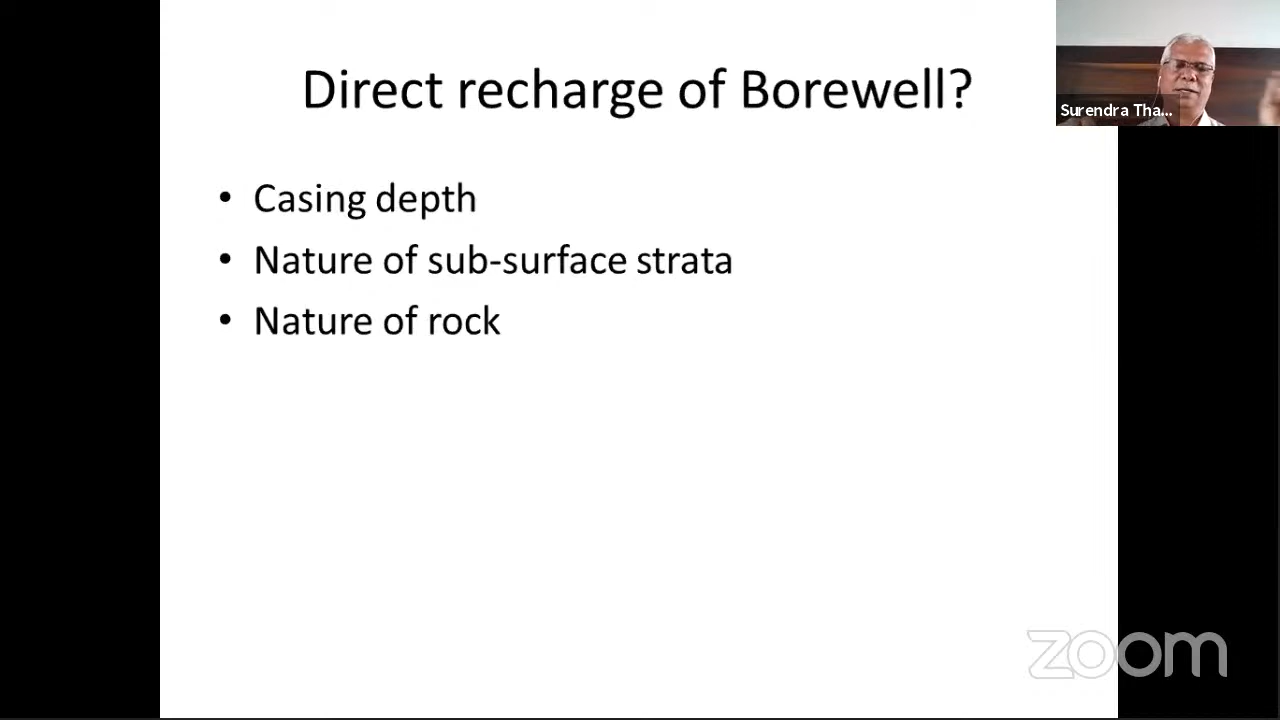 Direct recharge of Borewell?
Surendra Tha...
• Casing depth
• Nature of sub-surface strata
• Nature of rock
zoom